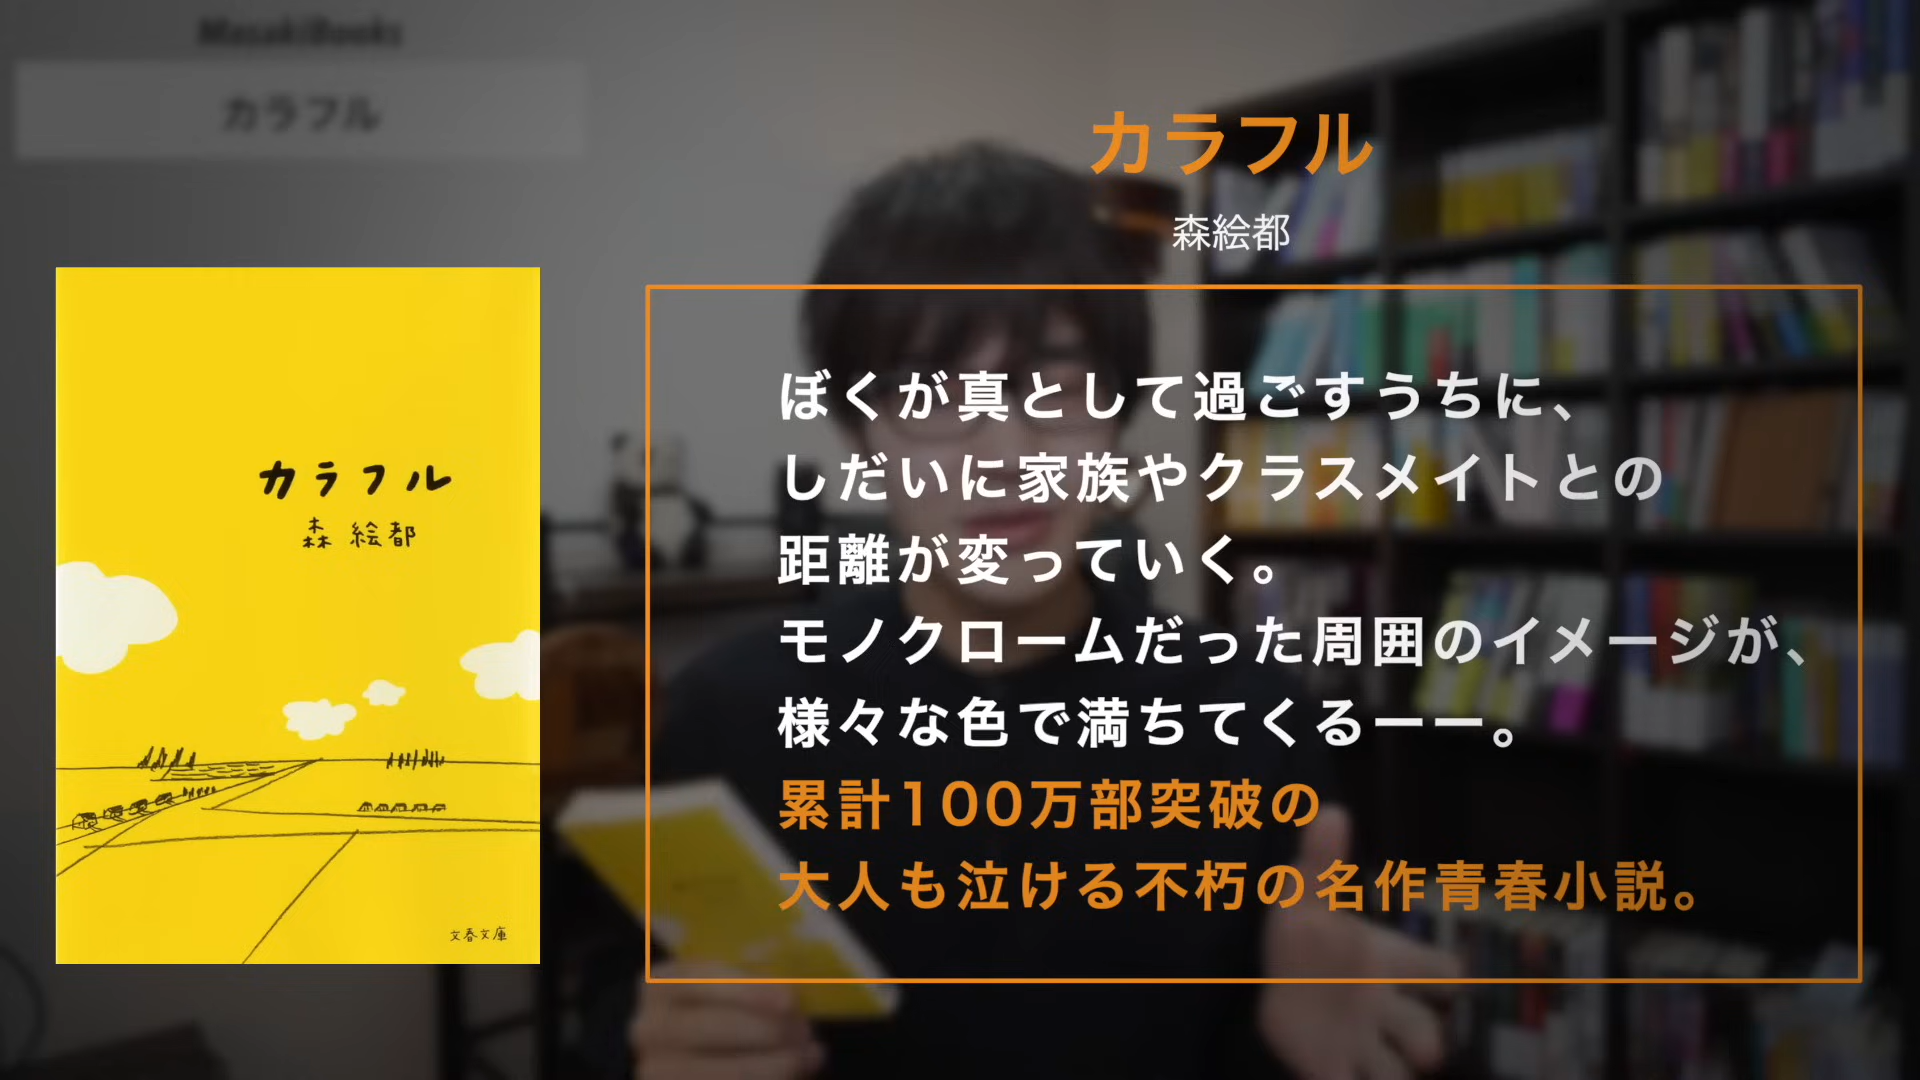 MasakiBooks
カラフル
カラフル
森絵都
カラフル
森 絵都
文春文庫
ぼくが真として過ごすうちに、
しだいに家族やクラスメイトとの
距離が変っていく。
モノクロームだった周囲のイメージが、
様々な色で満ちてくるーー。
累計100万部突破の
大人も泣ける不朽の名作青春小説。